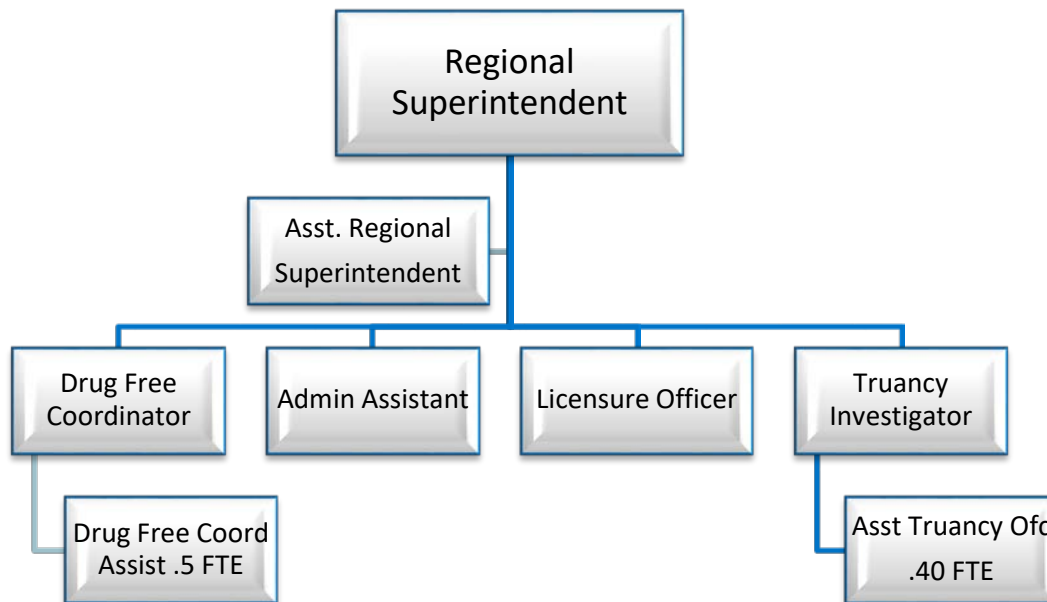 Regional
Superintendent
Asst. Regional
Superintendent
Drug Free
Coordinator
Admin Assistant
Licensure Officer
Truancy
Investigator
Drug Free Coord
Assist .5 FTE
Asst Truancy Ofc
.40 FTE